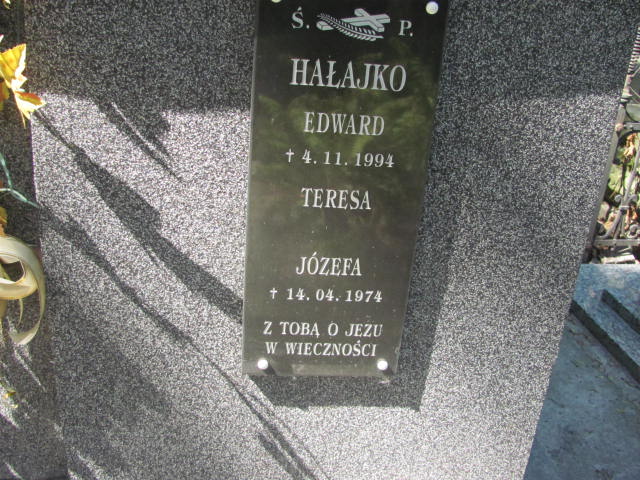 Ś. P.
HAŁAJKO
EDWARD
† 4. 11. 1994
TERESA
JÓZEFA
† 14. 04. 1974
Z TOBĄ O JEZU
W WIECZNOŚCI